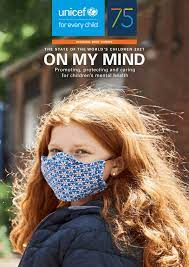 unicef
for every child
75
THE STATE OF THE WORLD'S CHILDREN 2021
ON MY MIND
Promoting, protecting and caring
for children's mental health